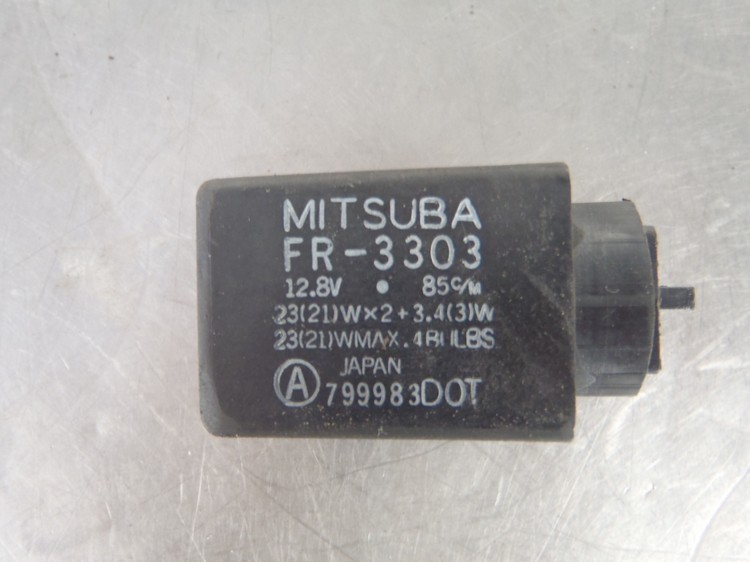 MITSUBA
FR-3303
12.8V • 85c/m
23(21)W×2+3.4(3)W
23(21)WMAX.4BULBS
JAPAN
Ⓐ 799983DOT